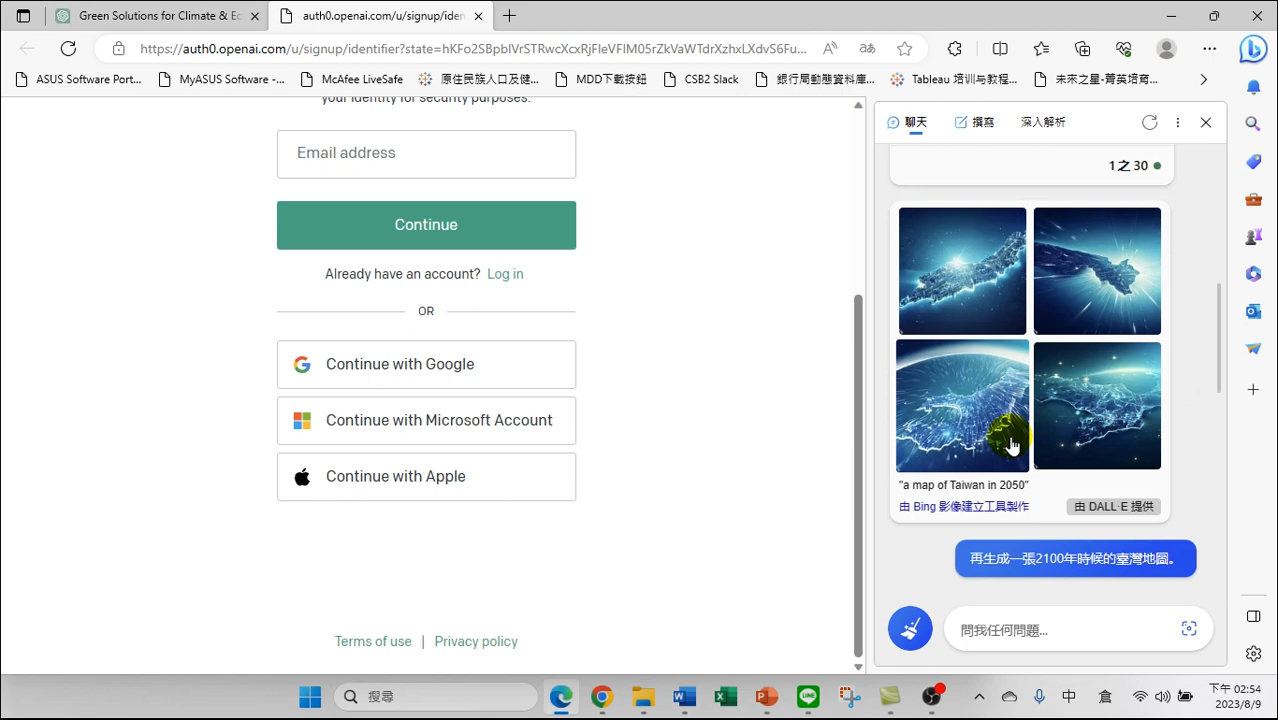 Green Solutions for Climate & Ec
auth0.openai.com/u/signup/iden
https://auth0.openai.com/u/signup/identifier?state=hKFo2SBpblVrSTRwcXcxRjFleVFIM05rZkVaWTdrXzhxLXdvS6Fu...
ASUS Software Port...
MyASUS Software -...
McAfee LiveSafe
原住民族人口及健...
MDD下載按鈕
CSB2 Slack
銀行局動態資料庫...
Tableau 培训与教程...
未來之星-菁英培育...
your identity for security purposes.
Email address
Continue
Already have an account? Log in
OR
Continue with Google
Continue with Microsoft Account
Continue with Apple
Terms of use | Privacy policy
聊天
撰寫
深入解析
1 之 30
"a map of Taiwan in 2050"
由 Bing 影像建立工具製作
由 DALL·E 提供
再生成一張2100年時候的臺灣地圖。
問我任何問題...
搜尋
中
下午 02:54
2023/8/9